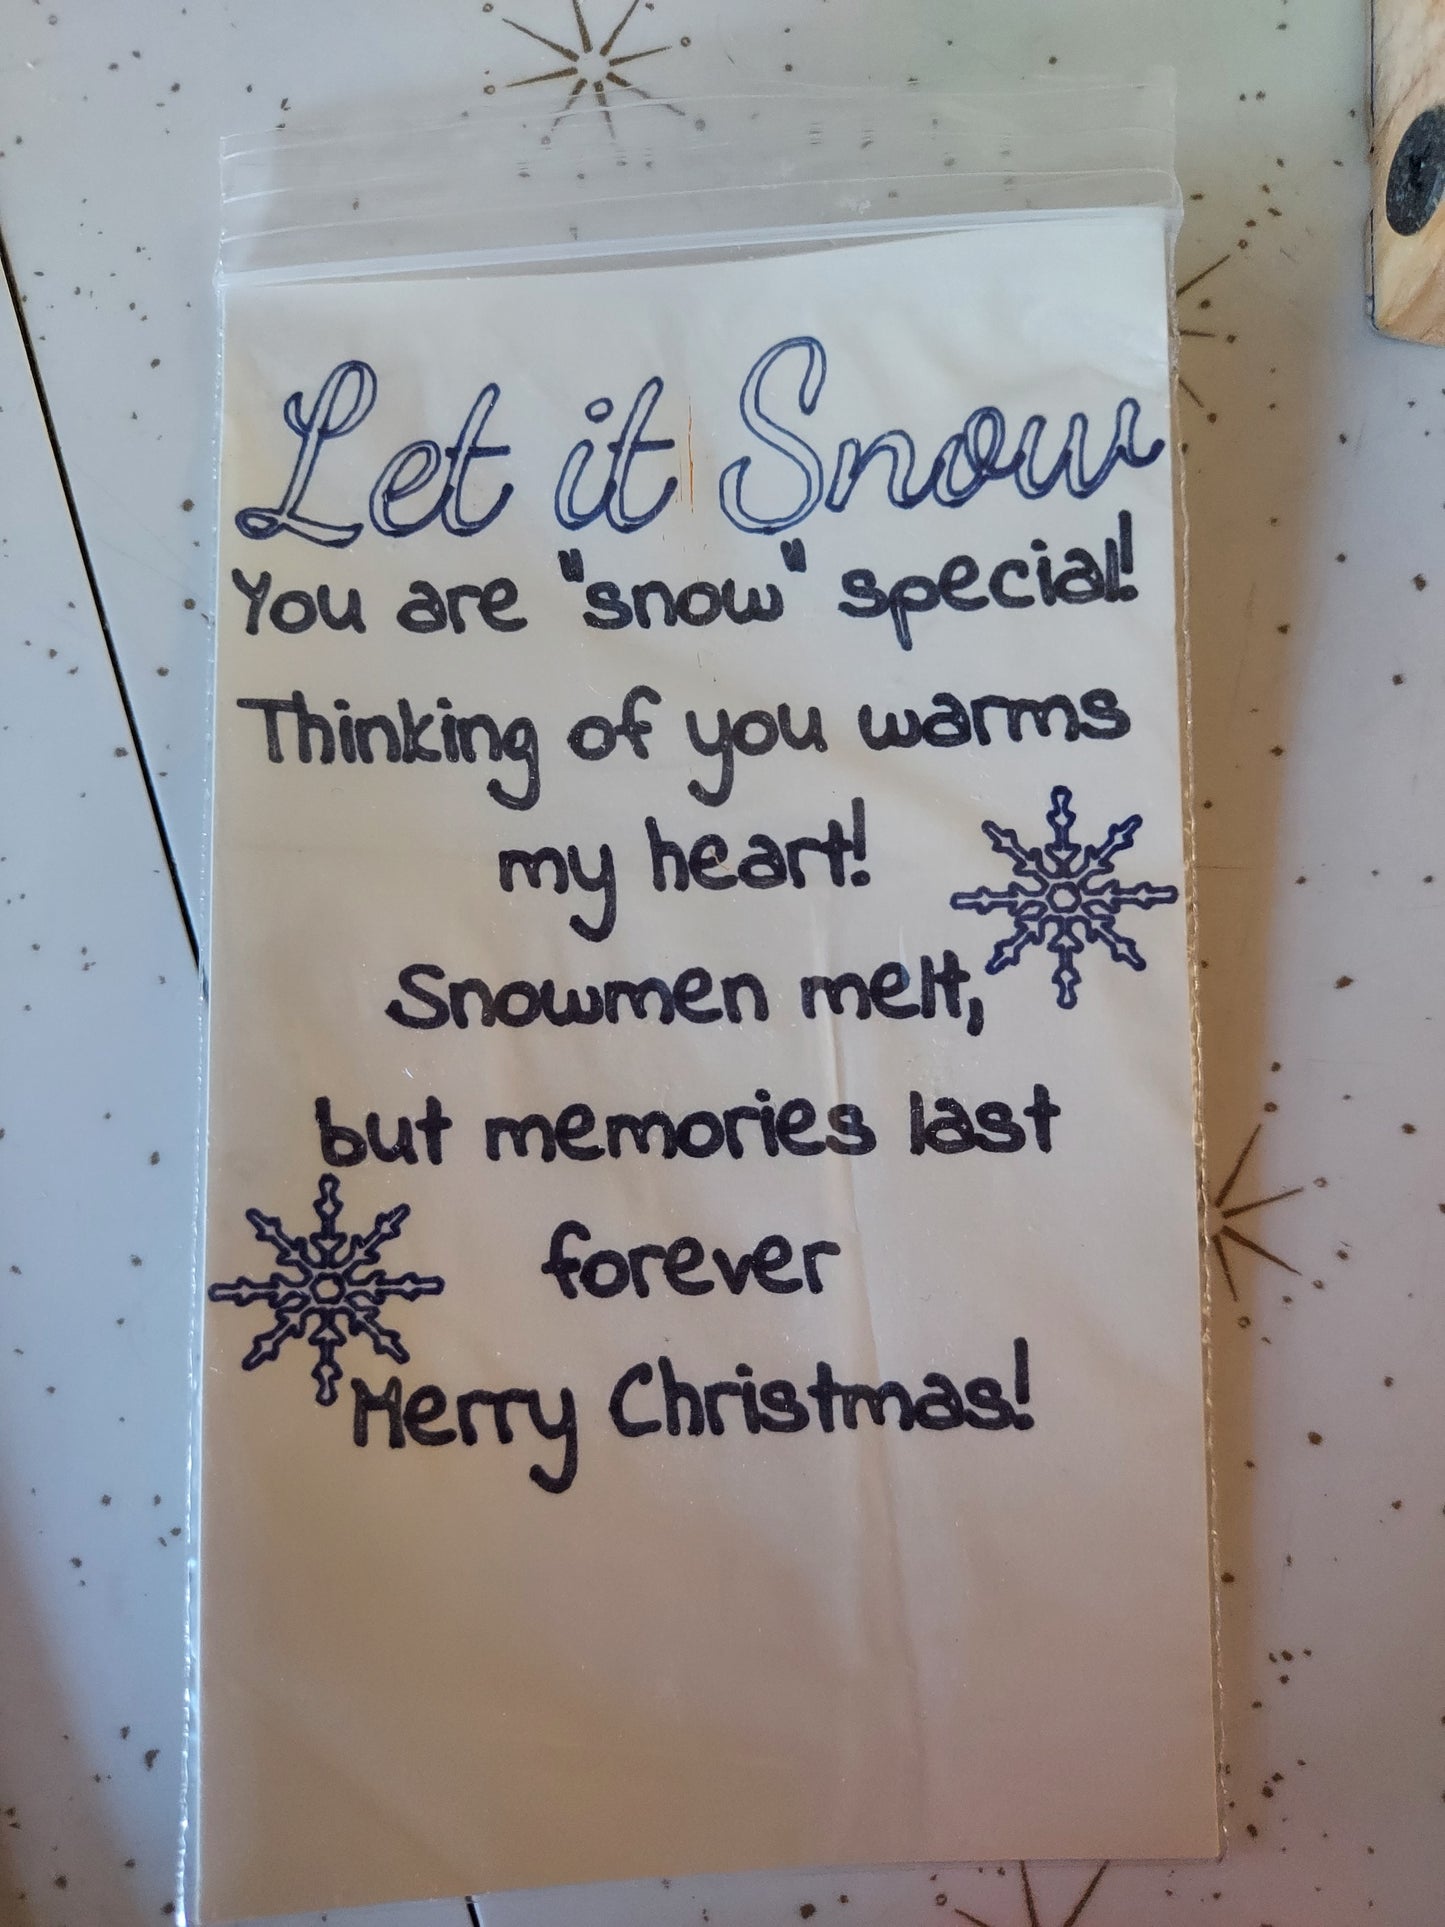 Let it Snow
You are "snow" special!
Thinking of you warms
my heart!
Snowmen melt,
but memories last
forever
Merry Christmas!